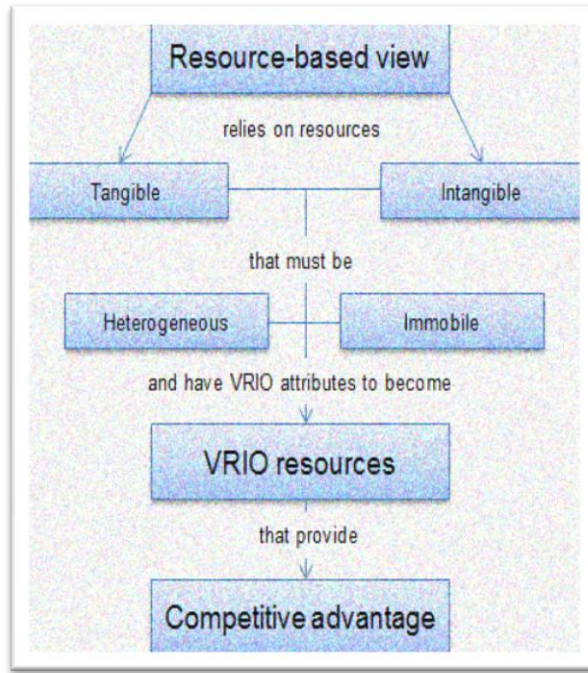 Resource-based view
relies on resources
Tangible
Intangible
that must be
Heterogeneous
Immobile
and have VRIO attributes to become
VRIO resources
that provide
Competitive advantage